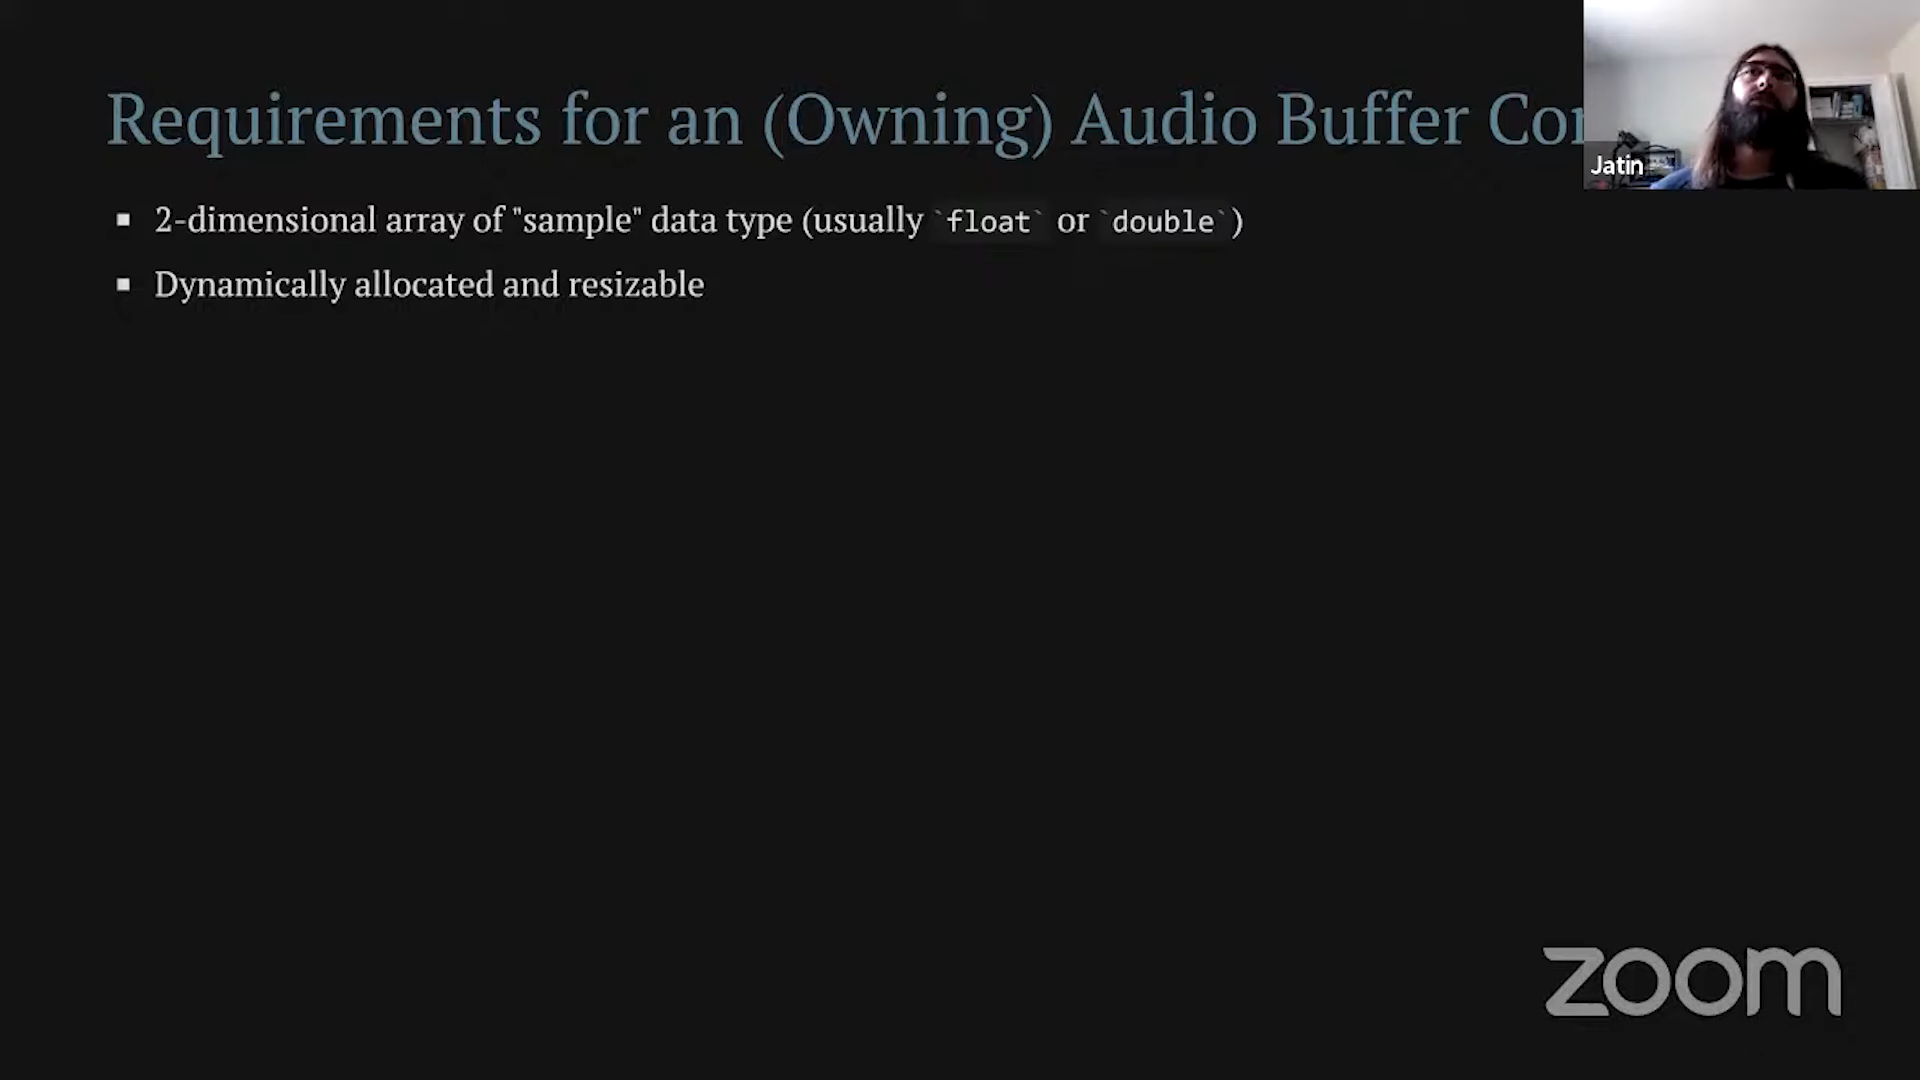 Requirements for an (Owning) Audio Buffer
Jatin
2-dimensional array of "sample" data type (usually `float` or `double`)
Dynamically allocated and resizable
zoom